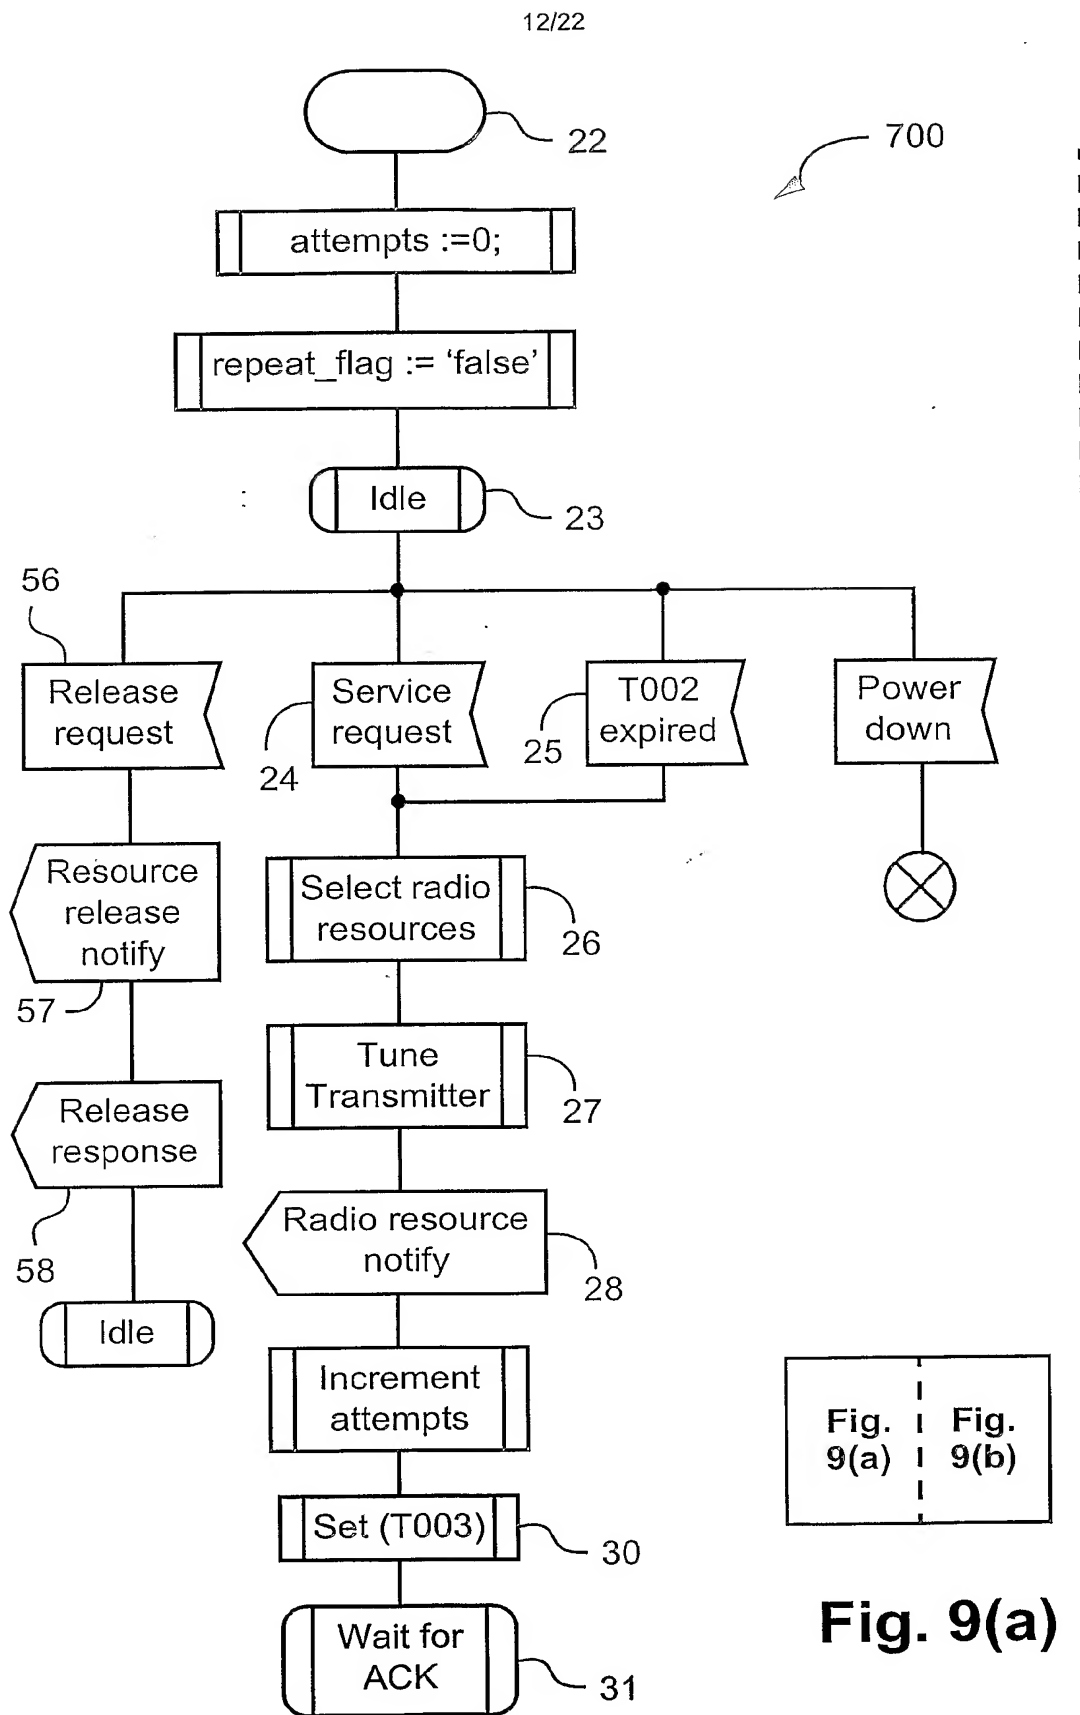 12/22
22
700
attempts :=0;
repeat_flag := ‘false’
Idle
23
56
Release
request
Service
request
24
T002
expired
25
Power
down
Resource
release
notify
57
Select radio
resources
26
Tune
Transmitter
27
Release
response
58
Radio resource
notify
28
Idle
Increment
attempts
Set (T003)
30
Wait for
ACK
31
Fig.
9(a)
Fig.
9(b)
Fig. 9(a)